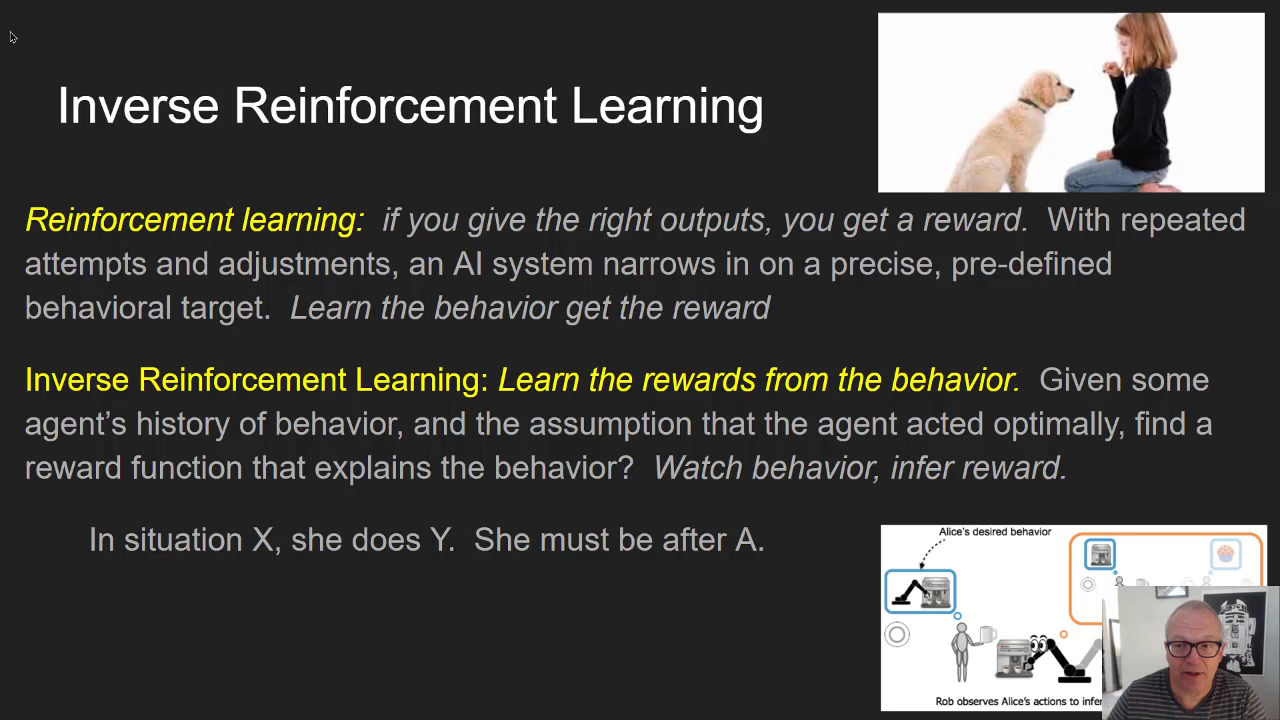 Inverse Reinforcement Learning
Reinforcement learning: if you give the right outputs, you get a reward. With repeated
attempts and adjustments, an AI system narrows in on a precise, pre-defined
behavioral target. Learn the behavior get the reward
Inverse Reinforcement Learning: Learn the rewards from the behavior. Given some
agent’s history of behavior, and the assumption that the agent acted optimally, find a
reward function that explains the behavior? Watch behavior, infer reward.
In situation X, she does Y. She must be after A.
Alice's desired behavior
Rob observes Alice's actions to infer